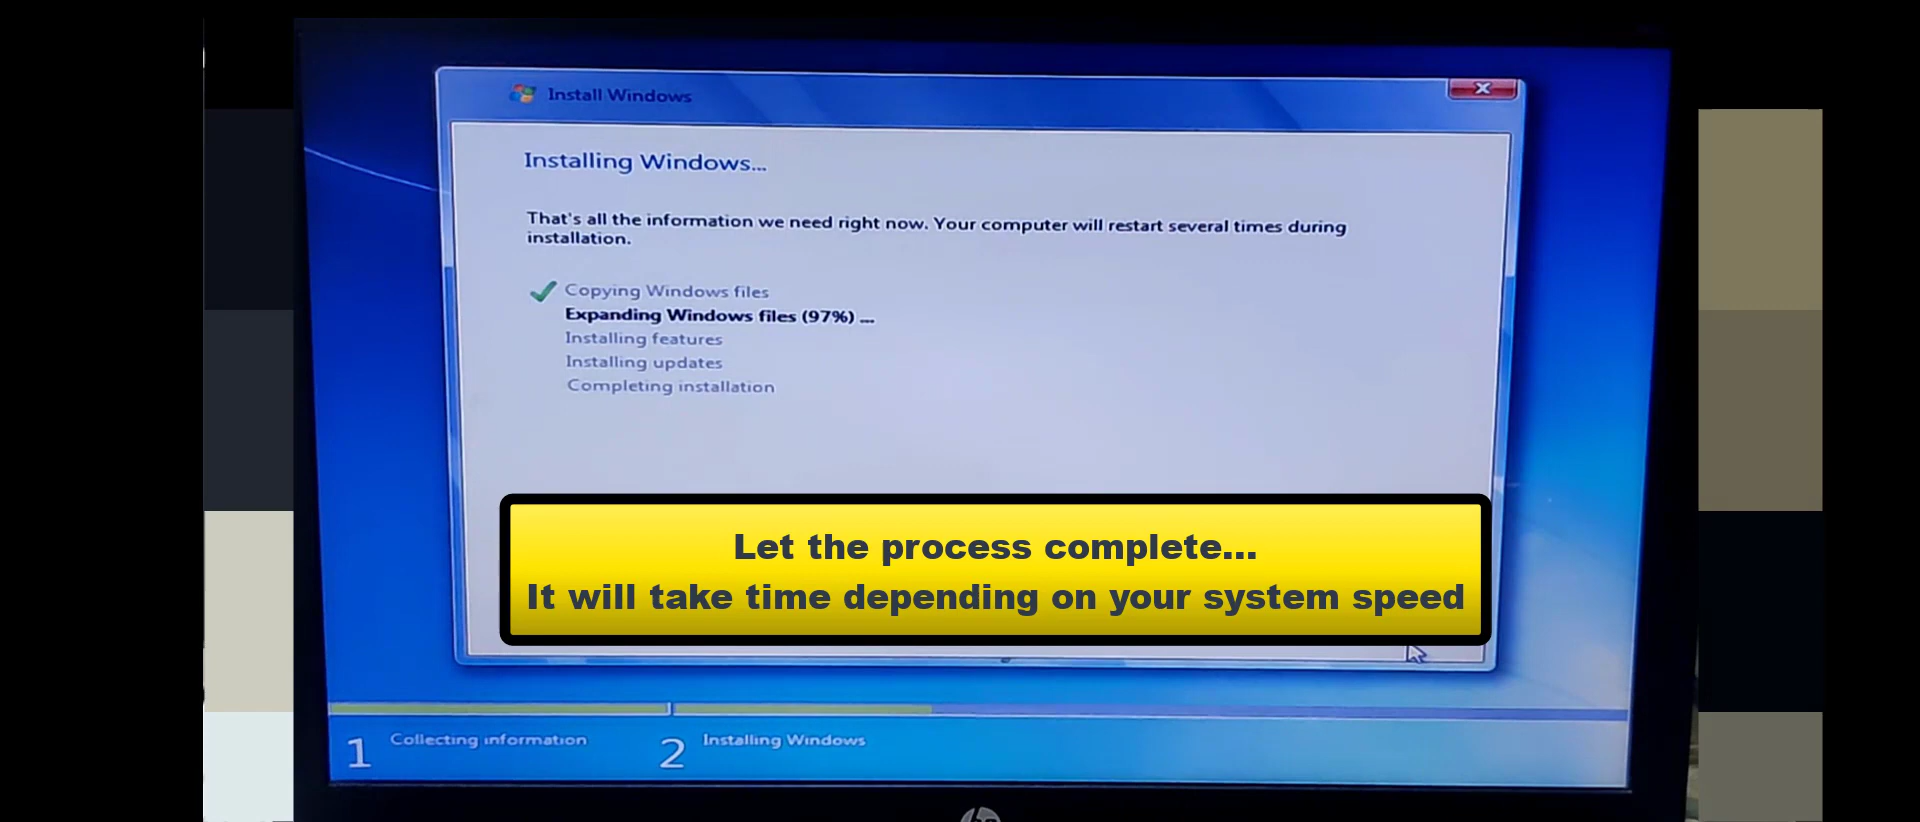 Install Windows
Installing Windows...
That's all the information we need right now. Your computer will restart several times during
installation.
Copying Windows files
Expanding Windows files (97%) ...
Installing features
Installing updates
Completing installation
Let the process complete...
It will take time depending on your system speed
1 Collecting information
2 Installing Windows